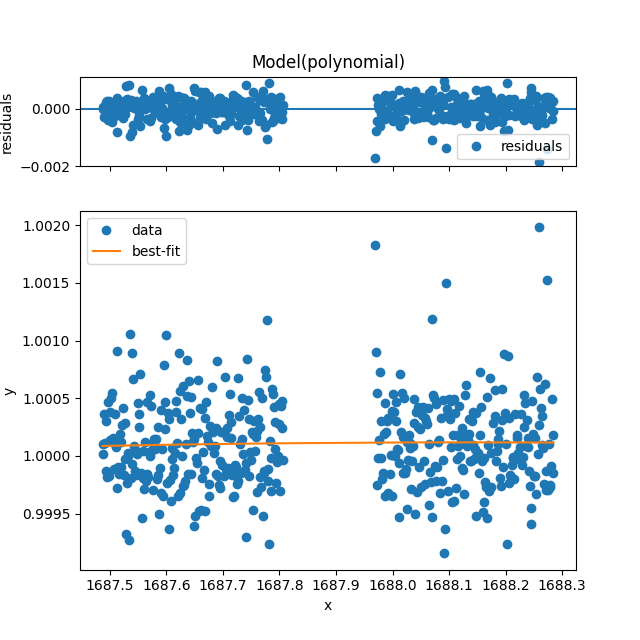 Model(polynomial)
residuals
0.000
−0.002
residuals
data
best-fit
y
1.0020
1.0015
1.0010
1.0005
1.0000
0.9995
1687.5 1687.6 1687.7 1687.8 1687.9 1688.0 1688.1 1688.2 1688.3
x